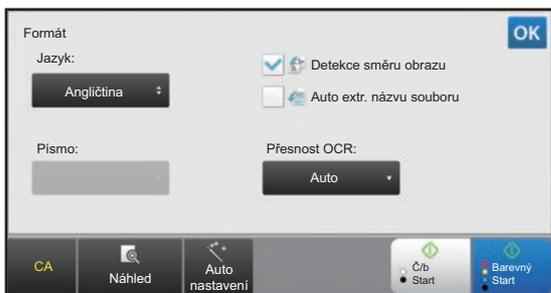 Formát
OK
Jazyk:
Angličtina
Detekce směru obrazu
Auto extr. názvu souboru
Písmo:
Přesnost OCR:
Auto
CA
Náhled
Auto
nastavení
Č/b
Start
Barevný
Start